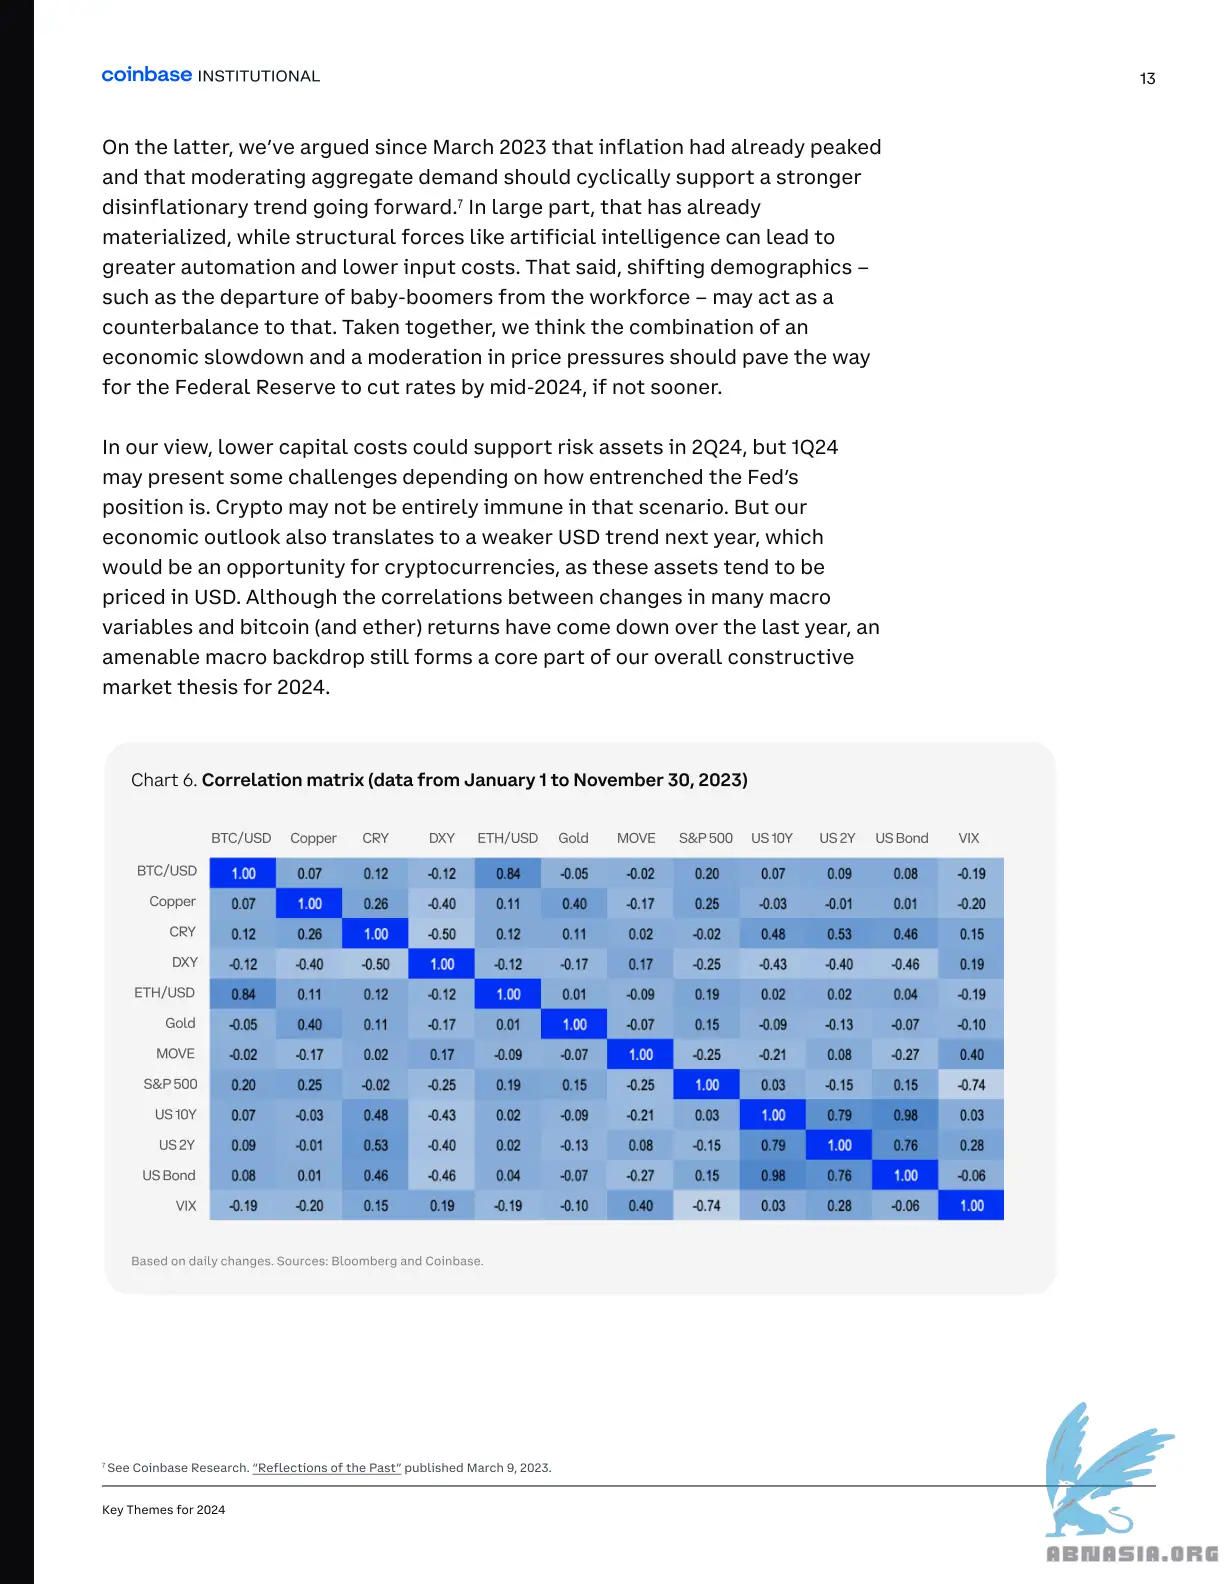 coinbase INSTITUTIONAL
13
On the latter, we’ve argued since March 2023 that inflation had already peaked
and that moderating aggregate demand should cyclically support a stronger
disinflationary trend going forward.⁷ In large part, that has already
materialized, while structural forces like artificial intelligence can lead to
greater automation and lower input costs. That said, shifting demographics –
such as the departure of baby-boomers from the workforce – may act as a
counterbalance to that. Taken together, we think the combination of an
economic slowdown and a moderation in price pressures should pave the way
for the Federal Reserve to cut rates by mid-2024, if not sooner.
In our view, lower capital costs could support risk assets in 2Q24, but 1Q24
may present some challenges depending on how entrenched the Fed’s
position is. Crypto may not be entirely immune in that scenario. But our
economic outlook also translates to a weaker USD trend next year, which
would be an opportunity for cryptocurrencies, as these assets tend to be
priced in USD. Although the correlations between changes in many macro
variables and bitcoin (and ether) returns have come down over the last year, an
amenable macro backdrop still forms a core part of our overall constructive
market thesis for 2024.
Chart 6. Correlation matrix (data from January 1 to November 30, 2023)
BTC/USD Copper CRY DXY ETH/USD Gold MOVE S&P 500 US 10Y US 2Y US Bond VIX
BTC/USD 1.00 0.07 0.12 -0.12 0.84 -0.05 -0.02 0.20 0.07 0.09 0.08 -0.19
Copper 0.07 1.00 0.26 -0.40 0.11 0.40 -0.17 0.25 -0.03 -0.01 0.01 -0.20
CRY 0.12 0.26 1.00 -0.50 0.12 0.11 0.02 -0.02 0.48 0.53 0.46 0.15
DXY -0.12 -0.40 -0.50 1.00 -0.12 -0.17 0.17 -0.25 -0.43 -0.40 -0.46 0.19
ETH/USD 0.84 0.11 0.12 -0.12 1.00 0.01 -0.09 0.19 0.02 0.02 0.04 -0.19
Gold -0.05 0.40 0.11 -0.17 0.01 1.00 -0.07 0.15 -0.09 -0.13 -0.07 -0.10
MOVE -0.02 -0.17 0.02 0.17 -0.09 -0.07 1.00 -0.25 -0.21 0.08 -0.27 0.40
S&P 500 0.20 0.25 -0.02 -0.25 0.19 0.15 -0.25 1.00 0.03 -0.15 0.15 -0.74
US 10Y 0.07 -0.03 0.48 -0.43 0.02 -0.09 -0.21 0.03 1.00 0.79 0.98 0.03
US 2Y 0.09 -0.01 0.53 -0.40 0.02 -0.13 0.08 -0.15 0.79 1.00 0.76 0.28
US Bond 0.08 0.01 0.46 -0.46 0.04 -0.07 -0.27 0.15 0.98 0.76 1.00 -0.06
VIX -0.19 -0.20 0.15 0.19 -0.19 -0.10 0.40 -0.74 0.03 0.28 -0.06 1.00
Based on daily changes. Sources: Bloomberg and Coinbase.
⁷ See Coinbase Research. “Reflections of the Past” published March 9, 2023.
Key Themes for 2024
ABNASIA.ORG